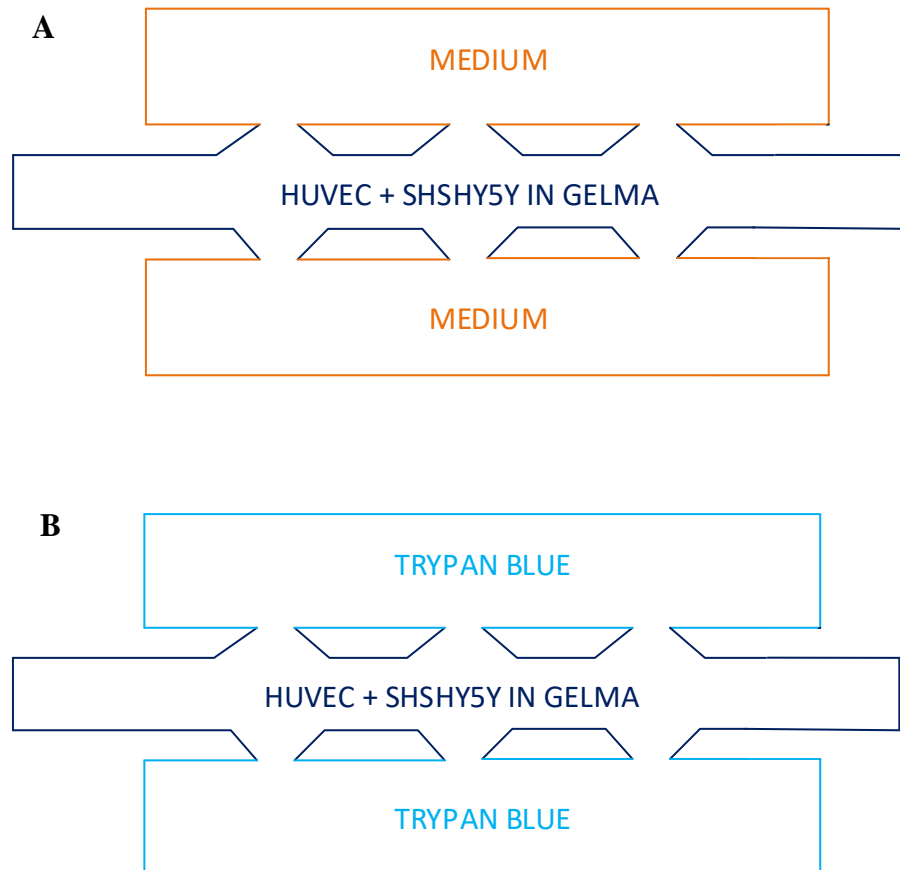 A
MEDIUM
HUVEC + SHSHY5Y IN GELMA
MEDIUM
B
TRYPAN BLUE
HUVEC + SHSHY5Y IN GELMA
TRYPAN BLUE